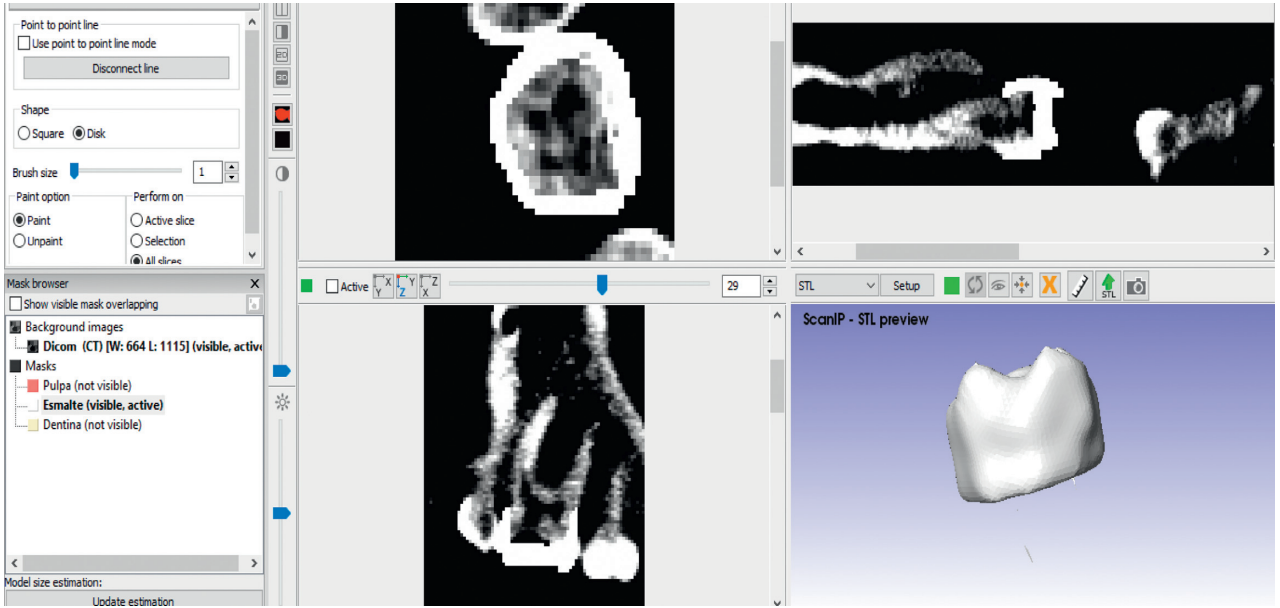 Point to point line
Use point to point line mode
Disconnect line
Shape
Square Disk
Brush size 1
Paint option Perform on
Paint Active slice
Unpaint Selection
All slices
Mask browser X
Show visible mask overlapping
Background images
Dicom (CT) [W: 664 L: 1115] (visible, active
Masks
Pulpa (not visible)
Esmalte (visible, active)
Dentina (not visible)
Model size estimation:
Update estimation
2D
3D
Active X Y Y Z Z X 29
STL Setup STL
ScanIP - STL preview